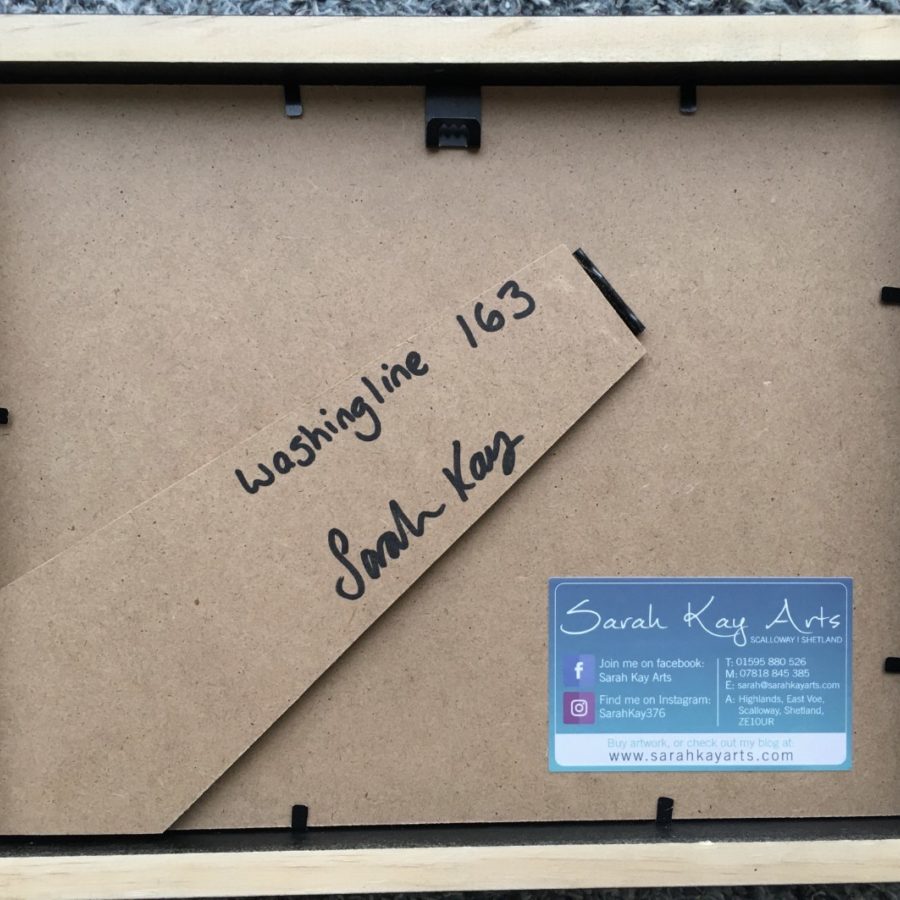 washingline 163
Sarah Kay
Sarah Kay Arts
SCALLOWAY | SHETLAND
f Join me on facebook:
Sarah Kay Arts
Find me on Instagram:
SarahKay376
T: 01595 880 526
M: 07818 845 385
E: sarah@sarahkayarts.com
A: Highlands, East Voe,
Scalloway, Shetland,
ZE10UR
Buy artwork, or check out my blog at:
www.sarahkayarts.com